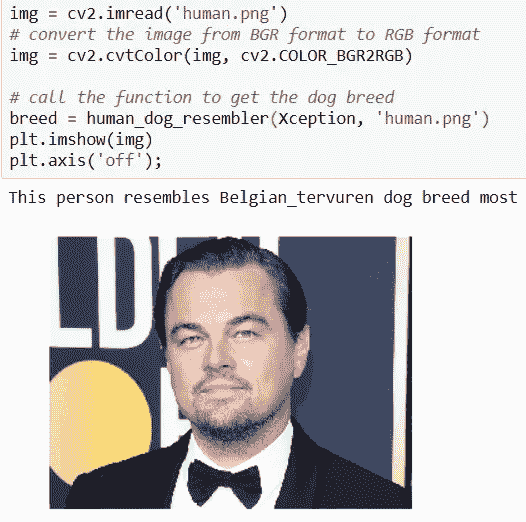 img = cv2.imread('human.png')
# convert the image from BGR format to RGB format
img = cv2.cvtColor(img, cv2.COLOR_BGR2RGB)
# call the function to get the dog breed
breed = human_dog_resembler(Xception, 'human.png')
plt.imshow(img)
plt.axis('off');
This person resembles Belgian_tervuren dog breed most